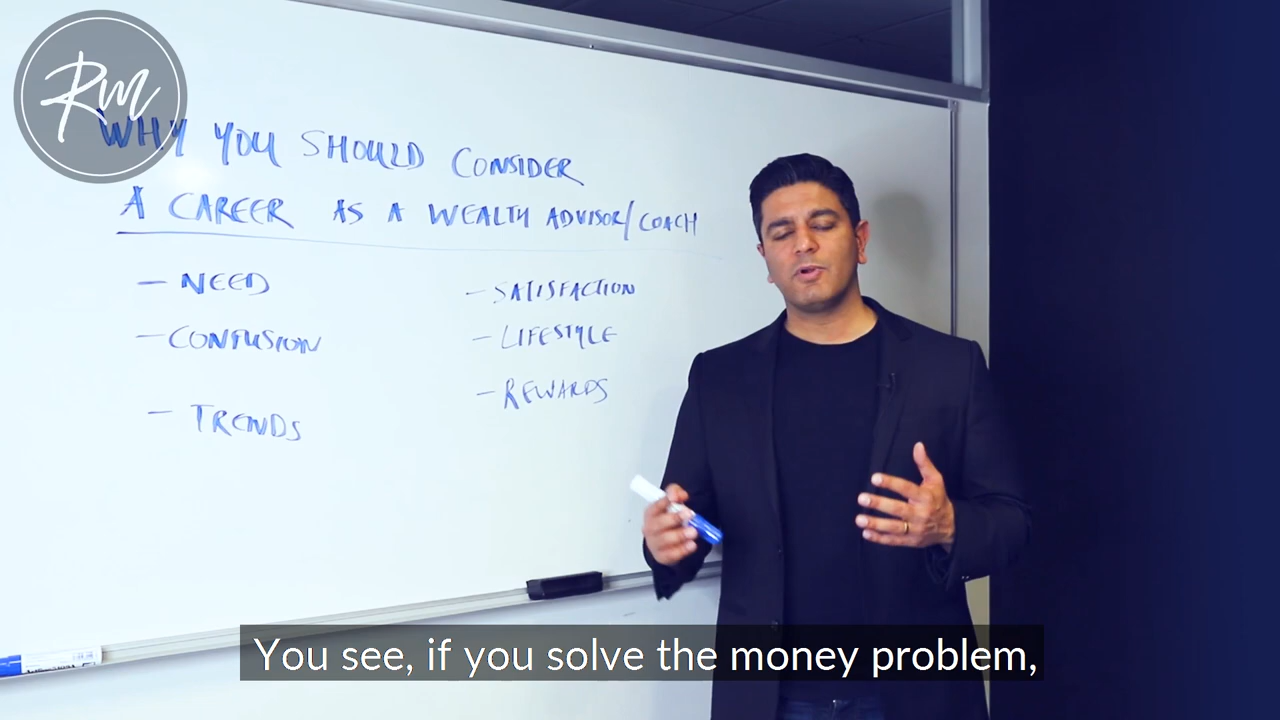 Rm
WHY YOU SHOULD CONSIDER
A CAREER AS A WEALTH ADVISOR/COACH
- NEED
- CONFUSION
- TRENDS
- SATISFACTION
- LIFESTYLE
- REWARDS
You see, if you solve the money problem,